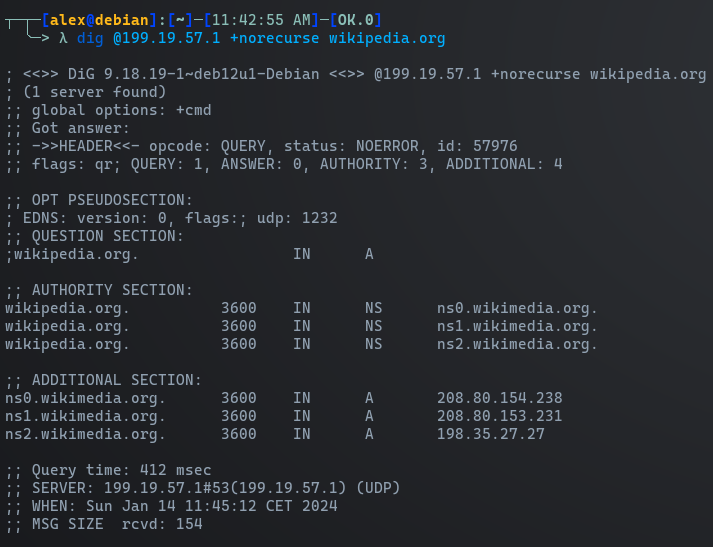 ┬─┬─[alex@debian]:[~]─[11:42:55 AM]─[OK.0]
╰─> λ dig @199.19.57.1 +norecurse wikipedia.org
; <<>> DiG 9.18.19-1~deb12u1-Debian <<>> @199.19.57.1 +norecurse wikipedia.org
; (1 server found)
;; global options: +cmd
;; Got answer:
;; ->>HEADER<<- opcode: QUERY, status: NOERROR, id: 57976
;; flags: qr; QUERY: 1, ANSWER: 0, AUTHORITY: 3, ADDITIONAL: 4
;; OPT PSEUDOSECTION:
; EDNS: version: 0, flags:; udp: 1232
;; QUESTION SECTION:
;wikipedia.org. IN A
;; AUTHORITY SECTION:
wikipedia.org. 3600 IN NS ns0.wikimedia.org.
wikipedia.org. 3600 IN NS ns1.wikimedia.org.
wikipedia.org. 3600 IN NS ns2.wikimedia.org.
;; ADDITIONAL SECTION:
ns0.wikimedia.org. 3600 IN A 208.80.154.238
ns1.wikimedia.org. 3600 IN A 208.80.153.231
ns2.wikimedia.org. 3600 IN A 198.35.27.27
;; Query time: 412 msec
;; SERVER: 199.19.57.1#53(199.19.57.1) (UDP)
;; WHEN: Sun Jan 14 11:45:12 CET 2024
;; MSG SIZE rcvd: 154